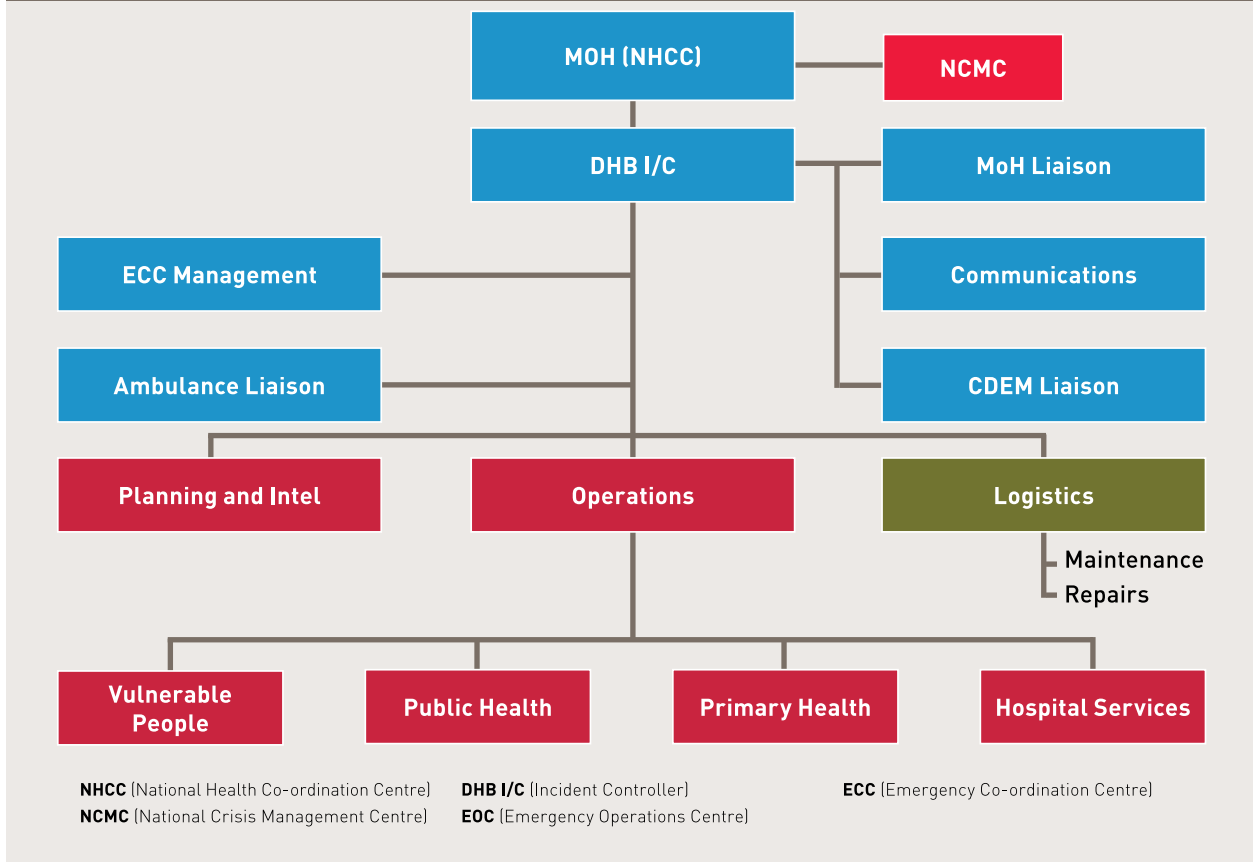 MOH (NHCC)
NCMC
DHB I/C
MoH Liaison
ECC Management
Communications
Ambulance Liaison
CDEM Liaison
Planning and Intel
Operations
Logistics
Maintenance
Repairs
Vulnerable
People
Public Health
Primary Health
Hospital Services
NHCC (National Health Co-ordination Centre)
DHB I/C (Incident Controller)
ECC (Emergency Co-ordination Centre)
NCMC (National Crisis Management Centre)
EOC (Emergency Operations Centre)